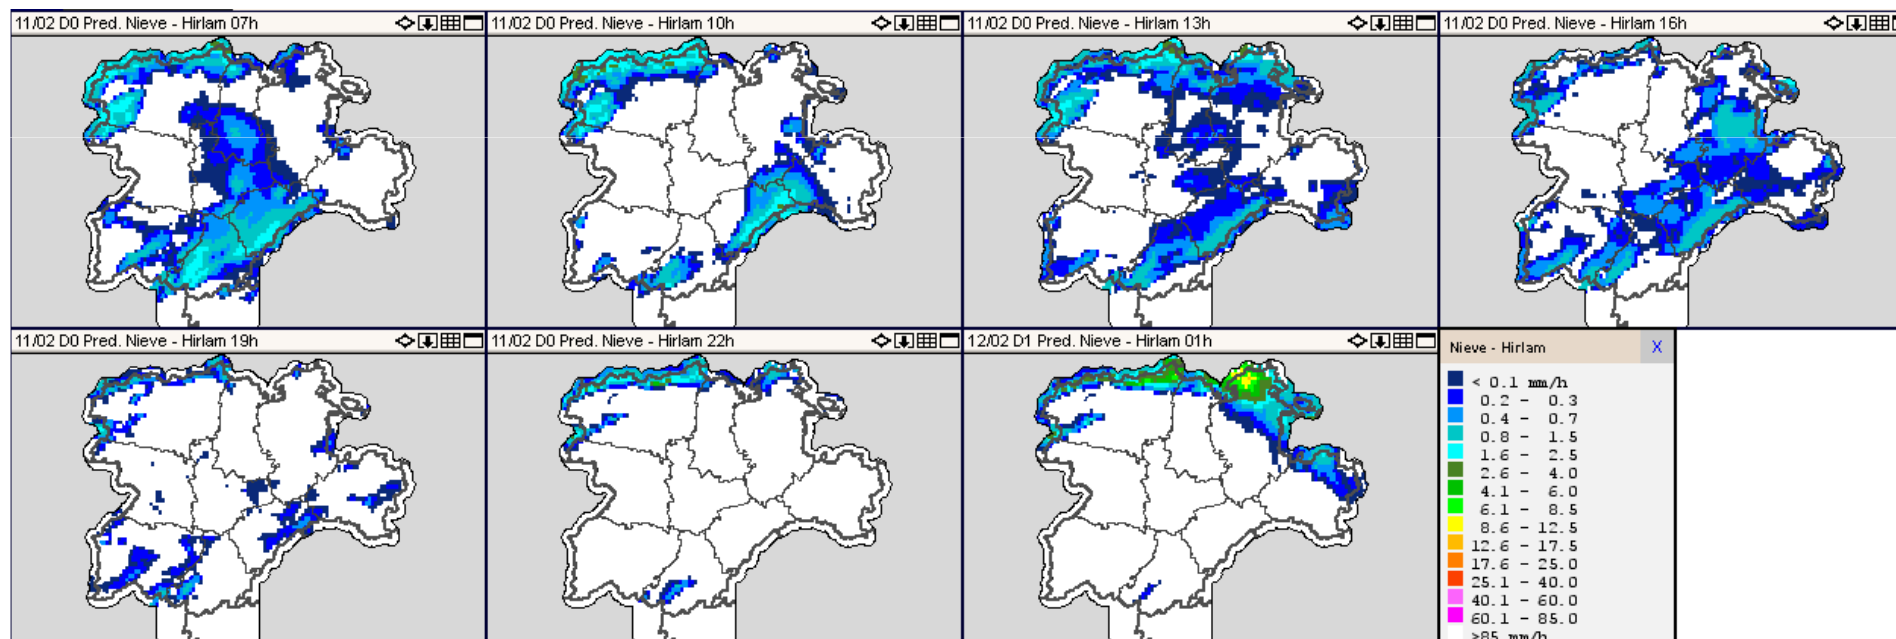 11/02 D0 Pred. Nieve - Hirlam 07h
11/02 D0 Pred. Nieve - Hirlam 10h
11/02 D0 Pred. Nieve - Hirlam 13h
11/02 D0 Pred. Nieve - Hirlam 16h
11/02 D0 Pred. Nieve - Hirlam 19h
11/02 D0 Pred. Nieve - Hirlam 22h
12/02 D1 Pred. Nieve - Hirlam 01h
Nieve - Hirlam X
< 0.1 mm/h
0.2 - 0.3
0.4 - 0.7
0.8 - 1.5
1.6 - 2.5
2.6 - 4.0
4.1 - 6.0
6.1 - 8.5
8.6 - 12.5
12.6 - 17.5
17.6 - 25.0
25.1 - 40.0
40.1 - 60.0
60.1 - 85.0
>85 mm/h